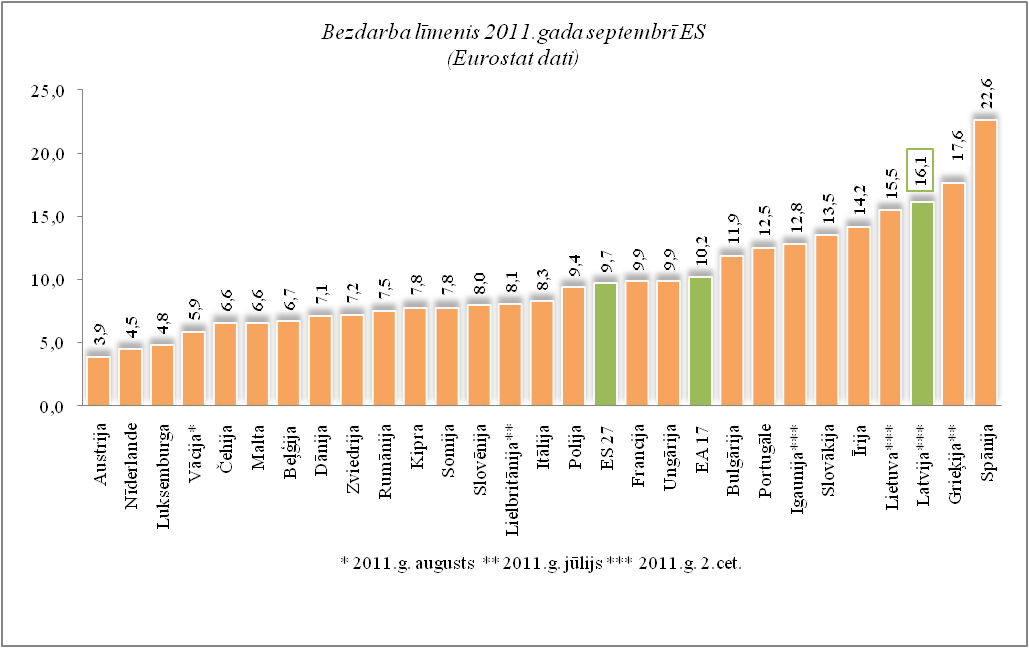 Bezdarba līmenis 2011.gada septembrī ES
(Eurostat dati)
25,0
20,0
15,0
10,0
5,0
0,0
3,9
4,5
4,8
5,9
6,6
6,6
6,7
7,1
7,2
7,5
7,8
7,8
8,0
8,1
8,3
9,4
9,7
9,9
9,9
10,2
11,9
12,5
12,8
13,5
14,2
15,5
16,1
17,6
22,6
Austrija
Nīderlande
Luksemburga
Vācija*
Čehija
Malta
Beļģija
Dānija
Zviedrija
Rumānija
Kipra
Somija
Slovēnija
Lielbritānija**
Itālija
Polija
ES27
Francija
Ungārija
EA17
Bulgārija
Portugāle
Igaunija***
Slovākija
Īrija
Lietuva***
Latvija***
Grieķija**
Spānija
* 2011.g. augusts ** 2011.g. jūlijs *** 2011.g. 2.cet.